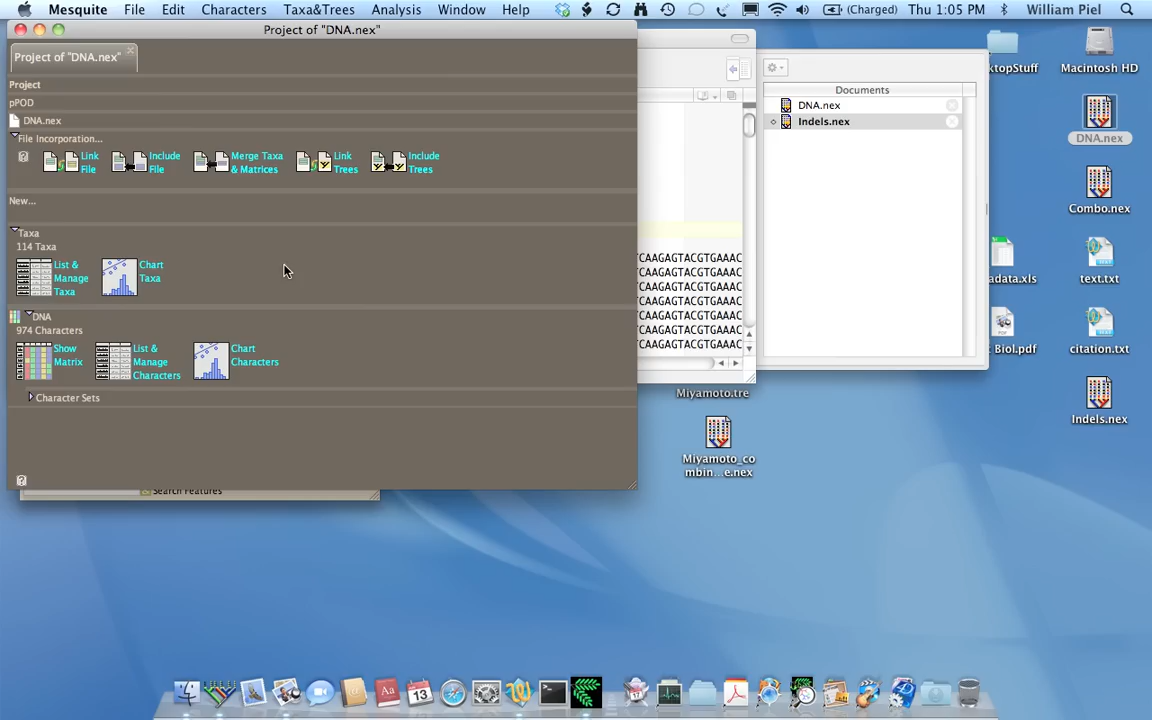 Mesquite File Edit Characters Taxa&Trees Analysis Window Help (Charged) Thu 1:05 PM William Piel
Project of "DNA.nex"
Project of "DNA.nex"
Project
pPOD
DNA.nex
File Incorporation...
Link File
Include File
Merge Taxa & Matrices
Link Trees
Include Trees
New...
Taxa
114 Taxa
List & Manage Taxa
Chart Taxa
DNA
974 Characters
Show Matrix
List & Manage Characters
Chart Characters
Character Sets
Search Features
CAAGAGTACGTGAAAC
CAAGAGTACGTGAAAC
CAAGAGTACGTGAAAC
CAAGAGTACGTGAAAC
CAAGAGTACGTGAAAC
CAAGAGTACGTGAAAC
CAAGAGTACGTGAAAC
Documents
DNA.nex
Indels.nex
Miyamoto.tre
Miyamoto_co
mbin...e.nex
ktopStuff
Macintosh HD
DNA.nex
Combo.nex
adata.xls
text.txt
Biol.pdf
citation.txt
Indels.nex
17
13
Aa